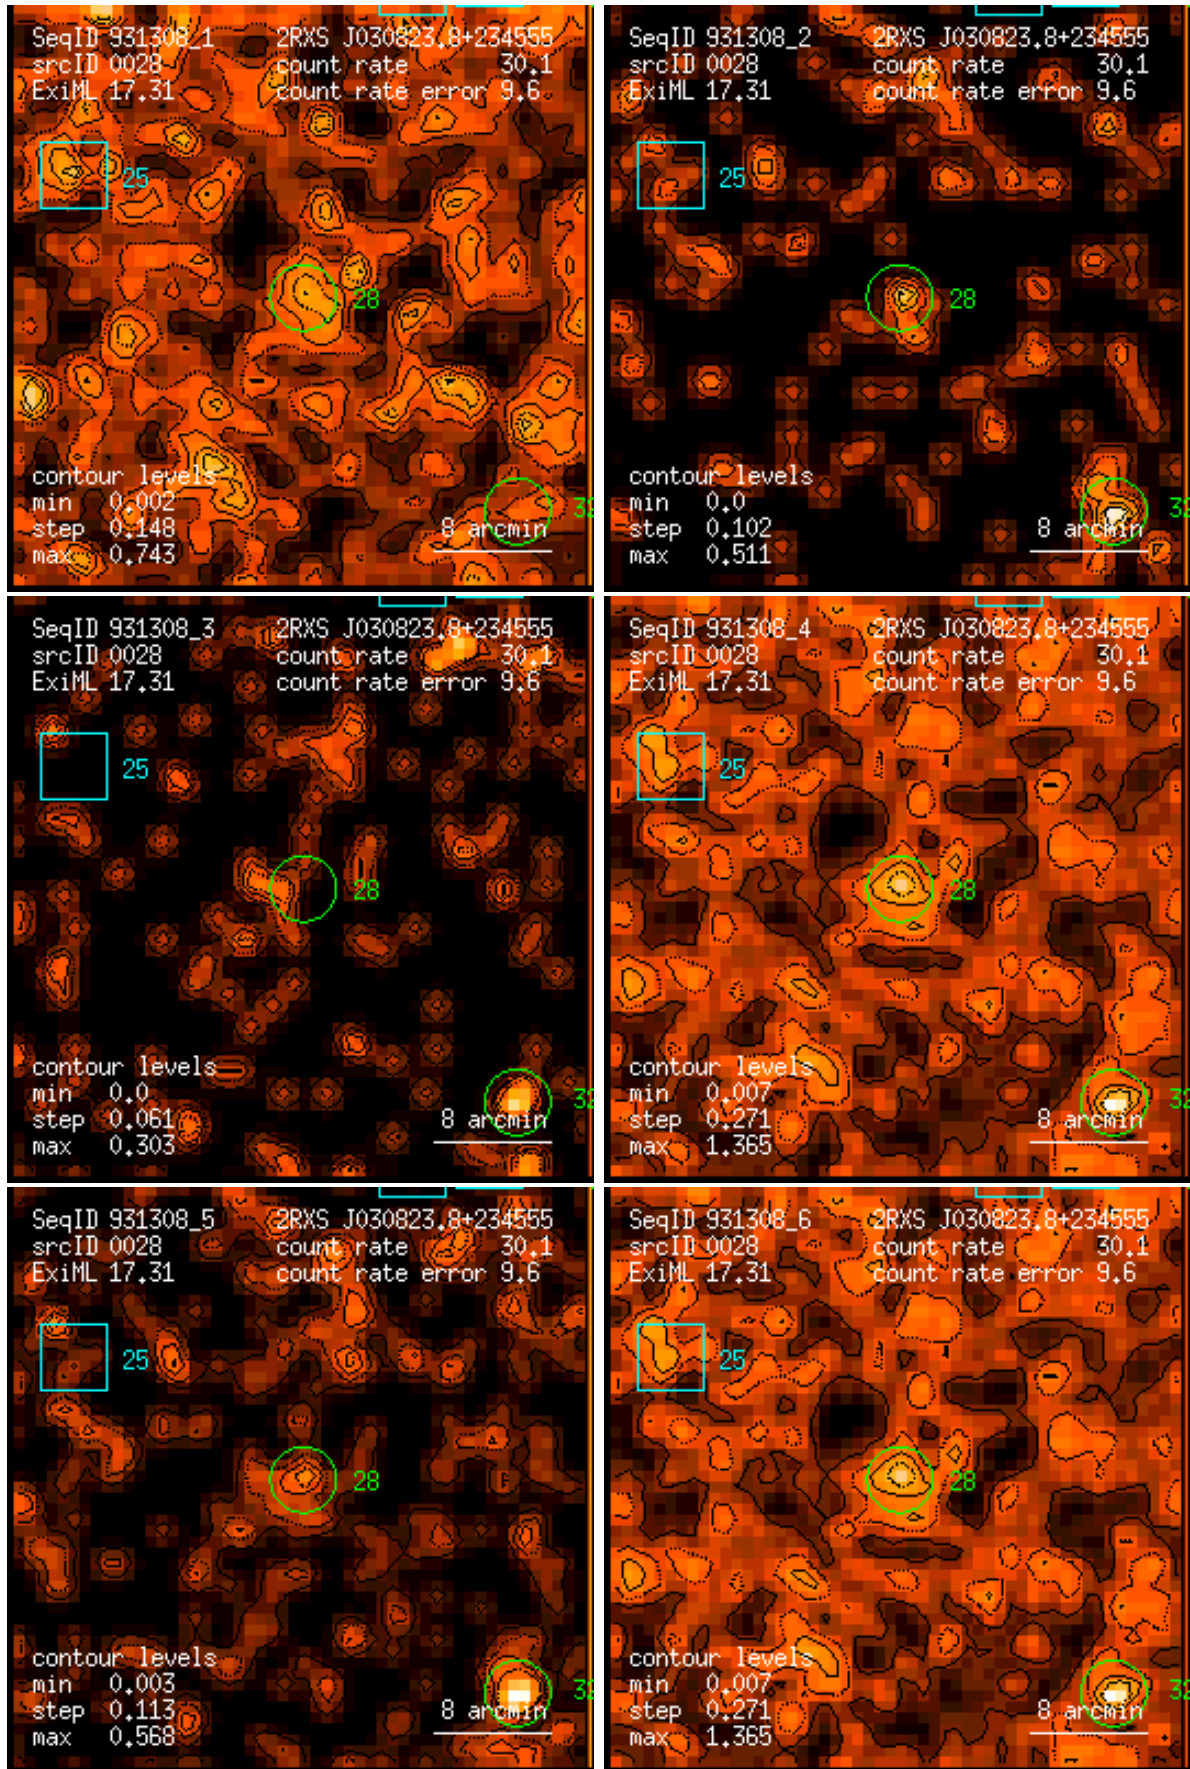 SeqID 931308_1 2RXS J030823.8+234555
srcID 0028 count rate 30.1
ExiML 17.31 count rate error 9.6
25
28
contour levels
min 0.002
32
step 0.148 8 arcmin
max 0.743
SeqID 931308_2 2RXS J030823.8+234555
srcID 0028 count rate 30.1
ExiML 17.31 count rate error 9.6
25
28
contour levels
min 0.0
32
step 0.102 8 arcmin
max 0.511
SeqID 931308_3 2RXS J030823.8+234555
srcID 0028 count rate 30.1
ExiML 17.31 count rate error 9.6
25
28
contour levels
min 0.0
32
step 0.061 8 arcmin
max 0.303
SeqID 931308_4 2RXS J030823.8+234555
srcID 0028 count rate 30.1
ExiML 17.31 count rate error 9.6
25
28
contour levels
min 0.007
32
step 0.271 8 arcmin
max 1.365
SeqID 931308_5 2RXS J030823.8+234555
srcID 0028 count rate 30.1
ExiML 17.31 count rate error 9.6
25
28
contour levels
min 0.003
32
step 0.113 8 arcmin
max 0.568
SeqID 931308_6 2RXS J030823.8+234555
srcID 0028 count rate 30.1
ExiML 17.31 count rate error 9.6
25
28
contour levels
min 0.007
32
step 0.271 8 arcmin
max 1.365